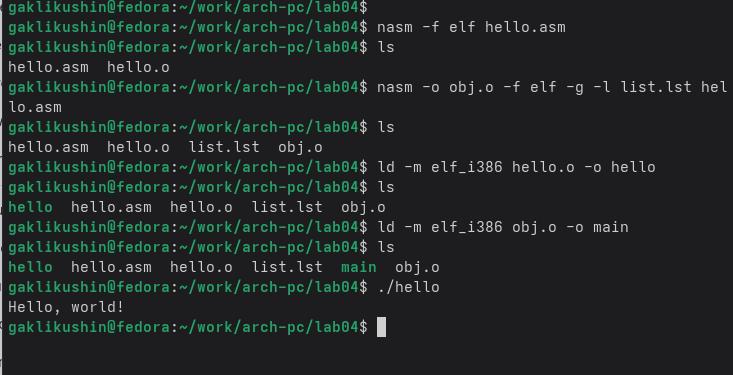 gaklikushin@fedora:~/work/arch-pc/lab04$
gaklikushin@fedora:~/work/arch-pc/lab04$ nasm -f elf hello.asm
gaklikushin@fedora:~/work/arch-pc/lab04$ ls
hello.asm  hello.o
gaklikushin@fedora:~/work/arch-pc/lab04$ nasm -o obj.o -f elf -g -l list.lst hel
lo.asm
gaklikushin@fedora:~/work/arch-pc/lab04$ ls
hello.asm  hello.o  list.lst  obj.o
gaklikushin@fedora:~/work/arch-pc/lab04$ ld -m elf_i386 hello.o -o hello
gaklikushin@fedora:~/work/arch-pc/lab04$ ls
hello  hello.asm  hello.o  list.lst  obj.o
gaklikushin@fedora:~/work/arch-pc/lab04$ ld -m elf_i386 obj.o -o main
gaklikushin@fedora:~/work/arch-pc/lab04$ ls
hello  hello.asm  hello.o  list.lst  main  obj.o
gaklikushin@fedora:~/work/arch-pc/lab04$ ./hello
Hello, world!
gaklikushin@fedora:~/work/arch-pc/lab04$